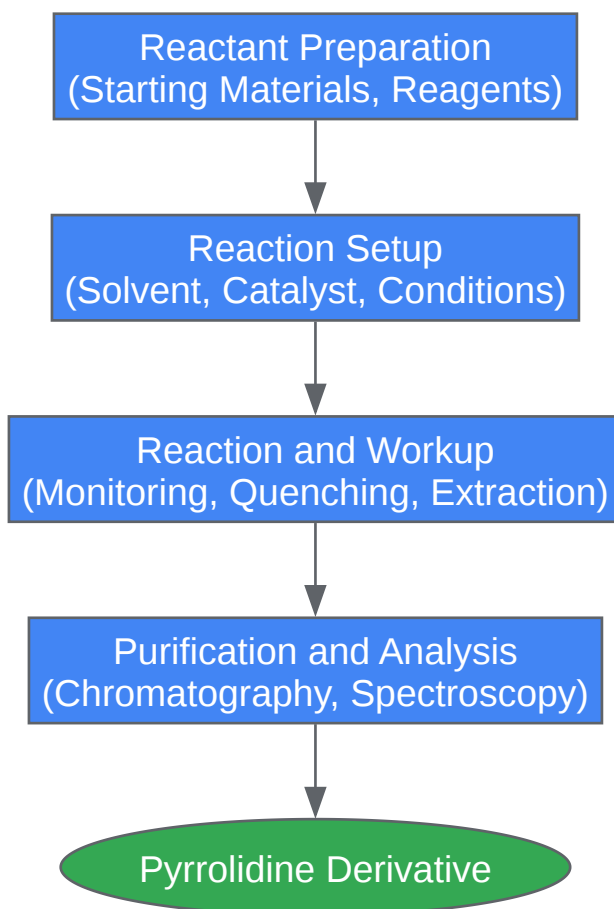 Reactant Preparation
(Starting Materials, Reagents)
Reaction Setup
(Solvent, Catalyst, Conditions)
Reaction and Workup
(Monitoring, Quenching, Extraction)
Purification and Analysis
(Chromatography, Spectroscopy)
Pyrrolidine Derivative